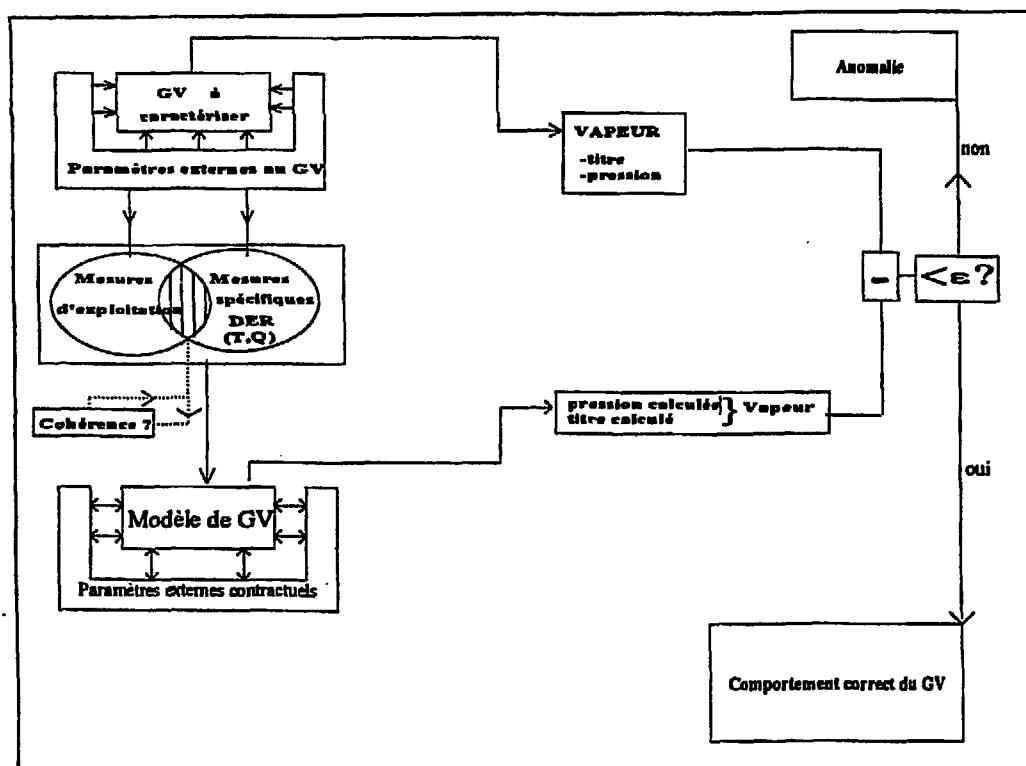 GV à
caractériser
Paramètres externes au GV
Mesures
d'exploitation
Mesures
spécifiques
DER
(T,Q)
Cohérence ?
Modèle de GV
Paramètres externes contractuels
VAPEUR
-titre
-pression
pression calculée } Vapeur
titre calculé
-
<ε?
Anomalie
non
oui
Comportement correct du GV